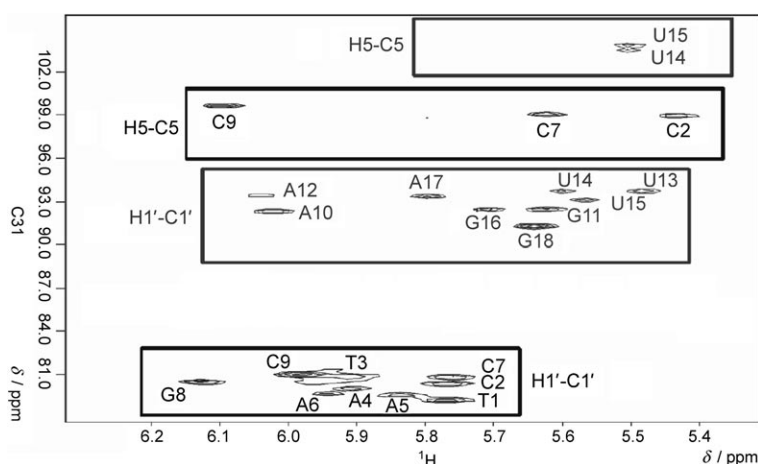 H5-C5
U15
U14
102.0
99.0
H5-C5
C9
C7
C2
96.0
A12
A17
U14
U13
93.0
H1′-C1′
A10
G16
G11
U15
C31
G18
90.0
87.0
84.0
C9
T3
C7
H1′-C1′
81.0
G8
C2
A6
A4
A5
T1
δ / ppm
6.2
6.1
6.0
5.9
5.8
5.7
5.6
5.5
5.4
¹H
δ / ppm